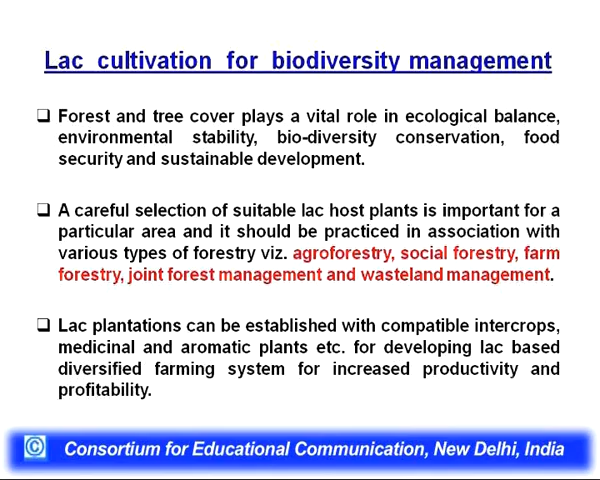 Lac cultivation for biodiversity management
❑ Forest and tree cover plays a vital role in ecological balance,
environmental stability, bio-diversity conservation, food
security and sustainable development.
❑ A careful selection of suitable lac host plants is important for a
particular area and it should be practiced in association with
various types of forestry viz. agroforestry, social forestry, farm
forestry, joint forest management and wasteland management.
❑ Lac plantations can be established with compatible intercrops,
medicinal and aromatic plants etc. for developing lac based
diversified farming system for increased productivity and
profitability.
© Consortium for Educational Communication, New Delhi, India